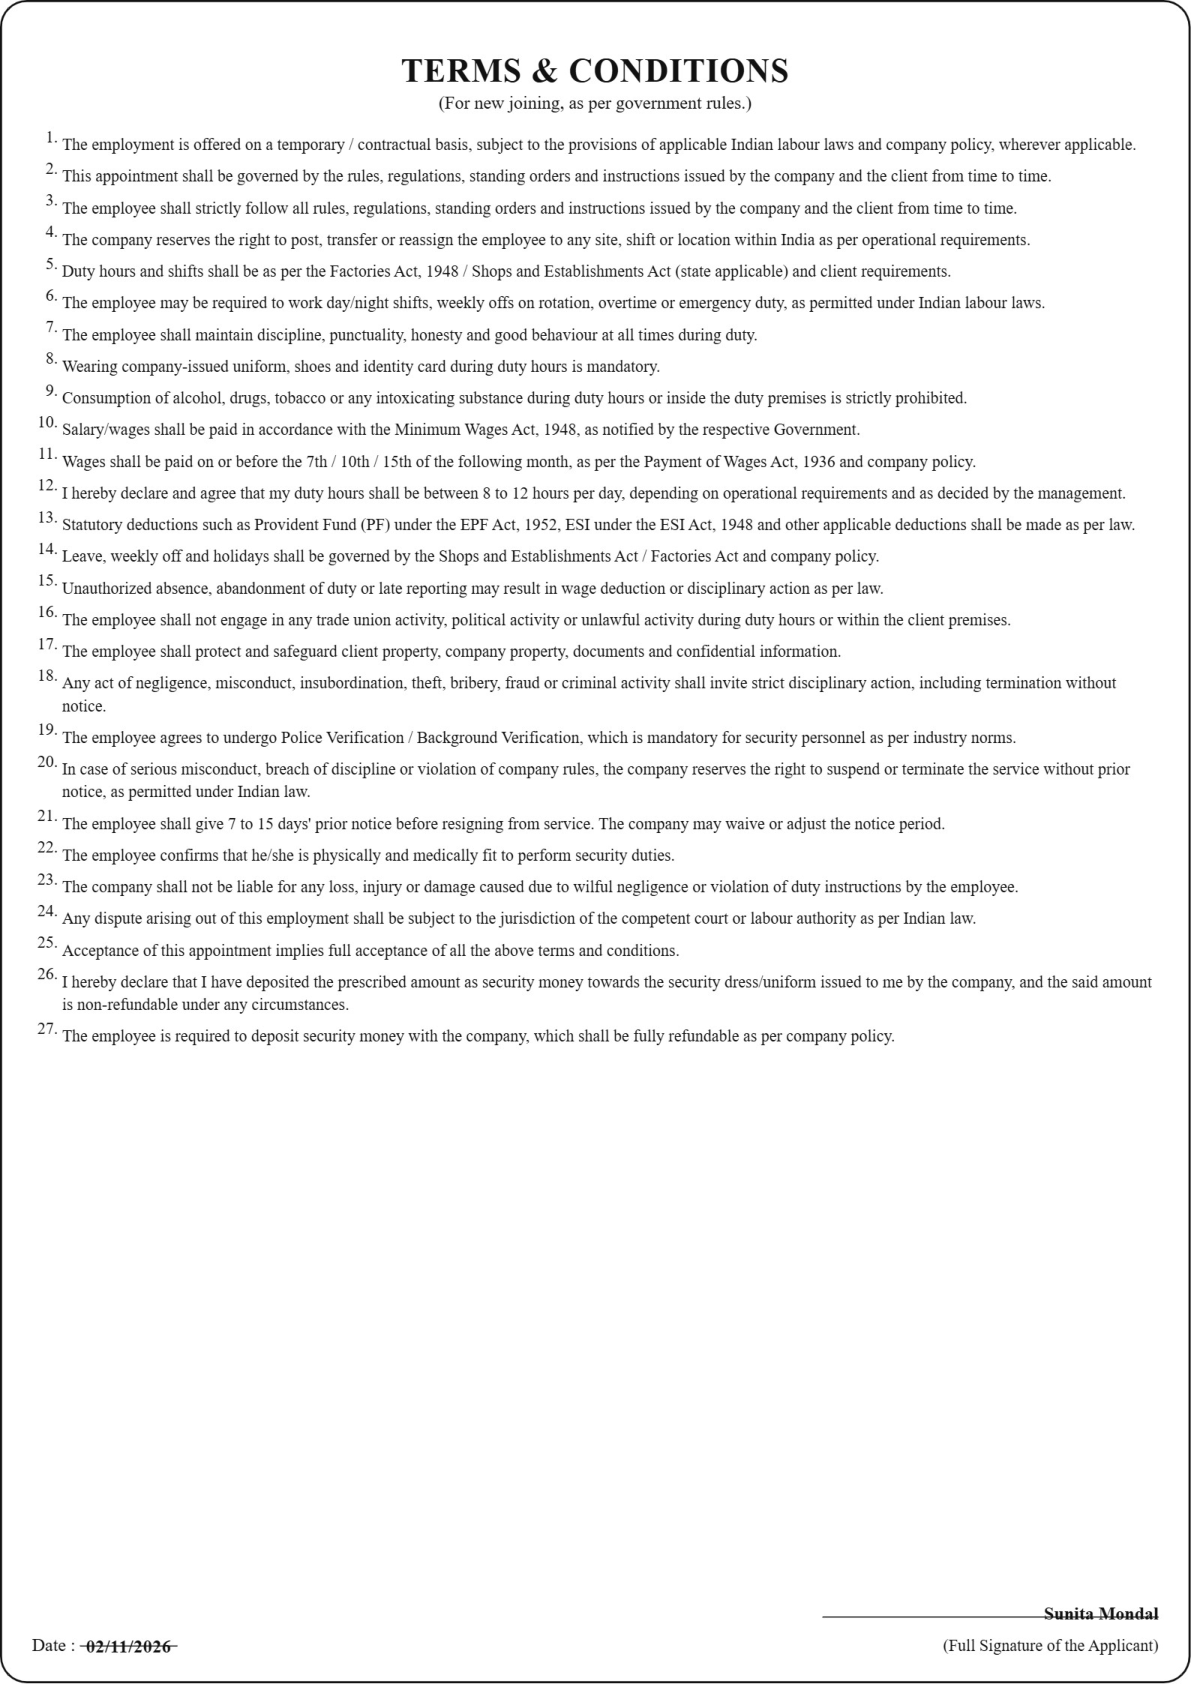 TERMS & CONDITIONS
(For new joining, as per government rules.)
1. The employment is offered on a temporary / contractual basis, subject to the provisions of applicable Indian labour laws and company policy, wherever applicable.
2. This appointment shall be governed by the rules, regulations, standing orders and instructions issued by the company and the client from time to time.
3. The employee shall strictly follow all rules, regulations, standing orders and instructions issued by the company and the client from time to time.
4. The company reserves the right to post, transfer or reassign the employee to any site, shift or location within India as per operational requirements.
5. Duty hours and shifts shall be as per the Factories Act, 1948 / Shops and Establishments Act (state applicable) and client requirements.
6. The employee may be required to work day/night shifts, weekly offs on rotation, overtime or emergency duty, as permitted under Indian labour laws.
7. The employee shall maintain discipline, punctuality, honesty and good behaviour at all times during duty.
8. Wearing company-issued uniform, shoes and identity card during duty hours is mandatory.
9. Consumption of alcohol, drugs, tobacco or any intoxicating substance during duty hours or inside the duty premises is strictly prohibited.
10. Salary/wages shall be paid in accordance with the Minimum Wages Act, 1948, as notified by the respective Government.
11. Wages shall be paid on or before the 7th / 10th / 15th of the following month, as per the Payment of Wages Act, 1936 and company policy.
12. I hereby declare and agree that my duty hours shall be between 8 to 12 hours per day, depending on operational requirements and as decided by the management.
13. Statutory deductions such as Provident Fund (PF) under the EPF Act, 1952, ESI under the ESI Act, 1948 and other applicable deductions shall be made as per law.
14. Leave, weekly off and holidays shall be governed by the Shops and Establishments Act / Factories Act and company policy.
15. Unauthorized absence, abandonment of duty or late reporting may result in wage deduction or disciplinary action as per law.
16. The employee shall not engage in any trade union activity, political activity or unlawful activity during duty hours or within the client premises.
17. The employee shall protect and safeguard client property, company property, documents and confidential information.
18. Any act of negligence, misconduct, insubordination, theft, bribery, fraud or criminal activity shall invite strict disciplinary action, including termination without
notice.
19. The employee agrees to undergo Police Verification / Background Verification, which is mandatory for security personnel as per industry norms.
20. In case of serious misconduct, breach of discipline or violation of company rules, the company reserves the right to suspend or terminate the service without prior
notice, as permitted under Indian law.
21. The employee shall give 7 to 15 days' prior notice before resigning from service. The company may waive or adjust the notice period.
22. The employee confirms that he/she is physically and medically fit to perform security duties.
23. The company shall not be liable for any loss, injury or damage caused due to wilful negligence or violation of duty instructions by the employee.
24. Any dispute arising out of this employment shall be subject to the jurisdiction of the competent court or labour authority as per Indian law.
25. Acceptance of this appointment implies full acceptance of all the above terms and conditions.
26. I hereby declare that I have deposited the prescribed amount as security money towards the security dress/uniform issued to me by the company, and the said amount
is non-refundable under any circumstances.
27. The employee is required to deposit security money with the company, which shall be fully refundable as per company policy.
Sunita Mondal
Date : 02/11/2026
(Full Signature of the Applicant)